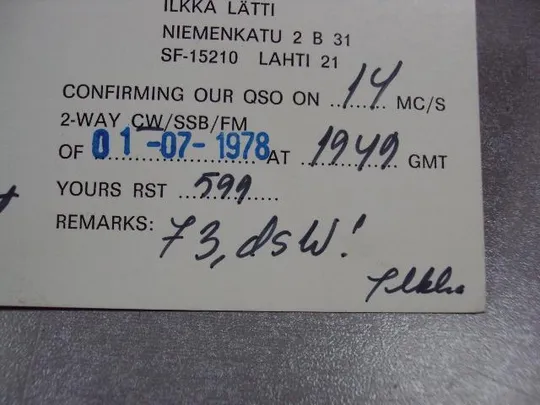 ILKKA LÄTTI
NIEMENKATU 2 B 31
SF-15210 LAHTI 21
CONFIRMING OUR QSO ON ..14.. MC/S
2-WAY CW/SSB/FM
OF 01-07-1978 AT 1949 GMT
YOURS RST ..599......
REMARKS: 73, dsw!
Ilkka